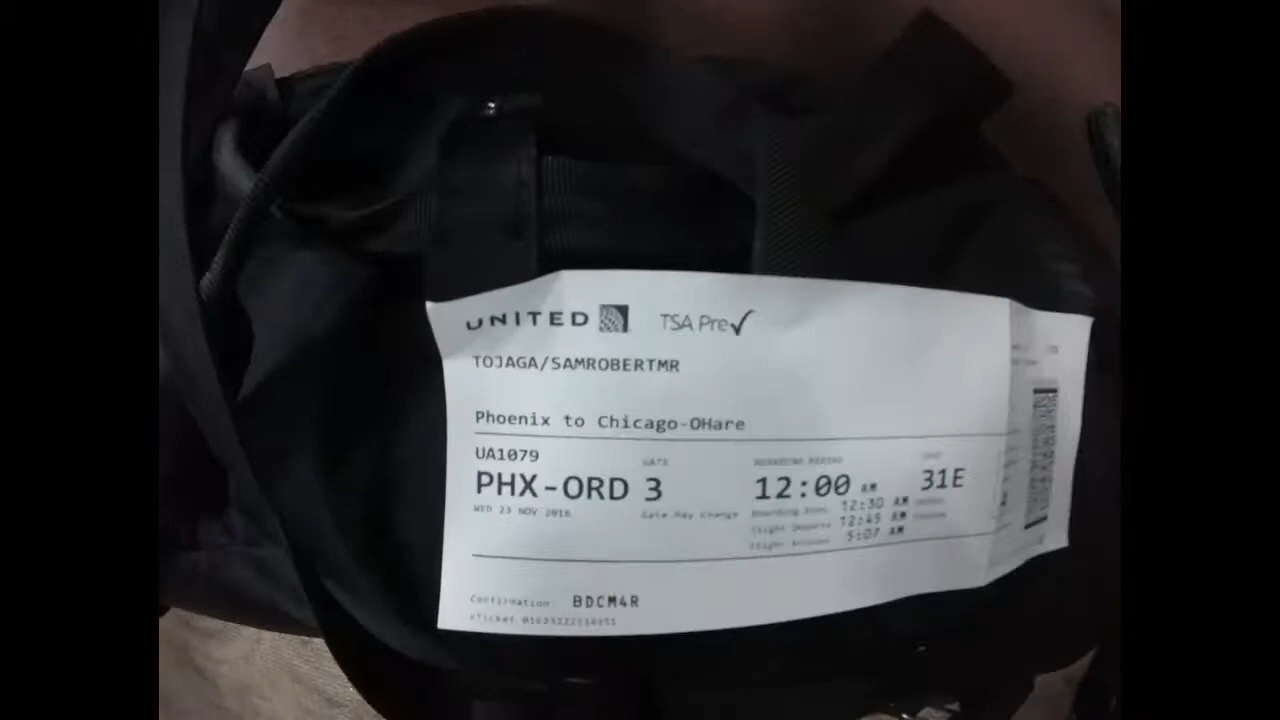 UNITED TSA Pre✓
TOJAGA/SAMROBERTMR
Phoenix to Chicago-OHare
UA1079 GATE BOARDING BEGINS SEAT
PHX-ORD 3 12:00 AM 31E
WED 23 NOV 2016 Gate May Change Boarding Ends 12:30 AM
Flight Departs 12:45 AM
Flight Arrives 5:07 AM
Confirmation: BDCM4R
eTicket